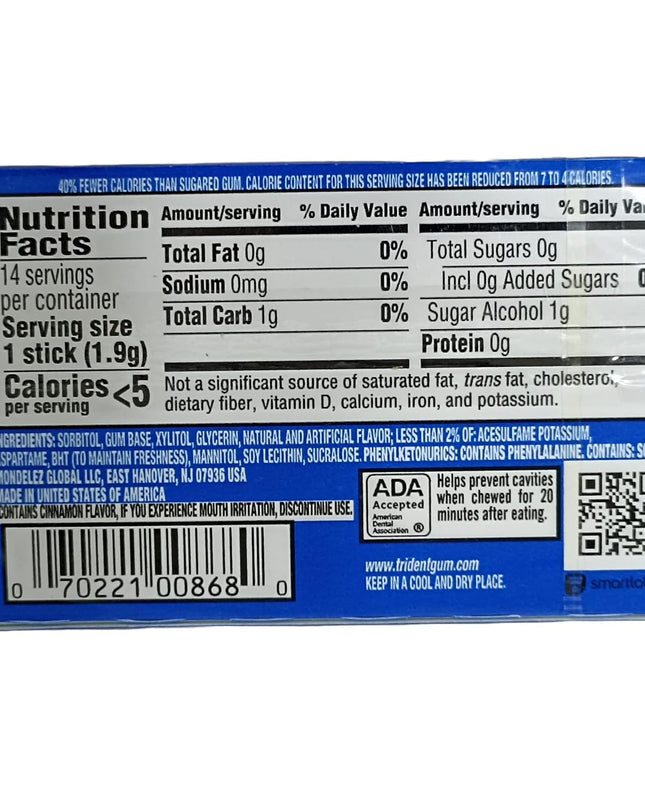 40% FEWER CALORIES THAN SUGARED GUM. CALORIE CONTENT FOR THIS SERVING SIZE HAS BEEN REDUCED FROM 7 TO 4 CALORIES.
Nutrition
Facts
14 servings
per container
Serving size
1 stick (1.9g)
Calories <5
per serving
Amount/serving % Daily Value
Total Fat 0g 0%
Sodium 0mg 0%
Total Carb 1g 0%
Amount/serving % Daily Va
Total Sugars 0g
Incl 0g Added Sugars 0
Sugar Alcohol 1g
Protein 0g
Not a significant source of saturated fat, trans fat, cholesterol,
dietary fiber, vitamin D, calcium, iron, and potassium.
NGREDIENTS: SORBITOL, GUM BASE, XYLITOL, GLYCERIN, NATURAL AND ARTIFICIAL FLAVOR; LESS THAN 2% OF: ACESULFAME POTASSIUM,
SPARTAME, BHT (TO MAINTAIN FRESHNESS), MANNITOL, SOY LECITHIN, SUCRALOSE. PHENYLKETONURICS: CONTAINS PHENYLALANINE. CONTAINS: S
MONDELEZ GLOBAL LLC, EAST HANOVER, NJ 07936 USA
MADE IN UNITED STATES OF AMERICA
CONTAINS CINNAMON FLAVOR, IF YOU EXPERIENCE MOUTH IRRITATION, DISCONTINUE USE.
0 70221 00868 0
ADA
Accepted
American
Dental
Association ®
Helps prevent cavities
when chewed for 20
minutes after eating.
www.tridentgum.com
KEEP IN A COOL AND DRY PLACE.
smartla